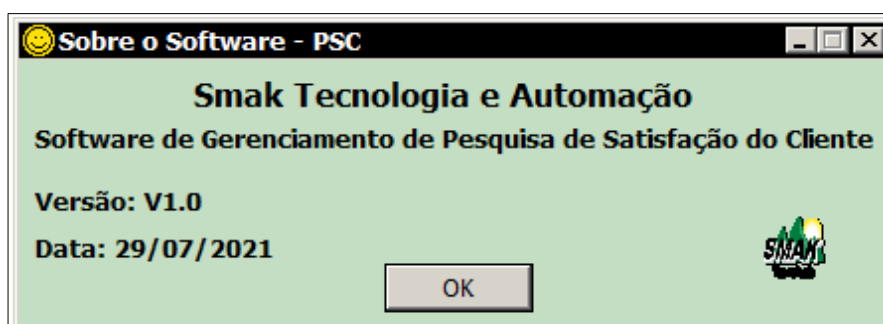 Sobre o Software - PSC
Smak Tecnologia e Automação
Software de Gerenciamento de Pesquisa de Satisfação do Cliente
Versão: V1.0
Data: 29/07/2021
SMAK
OK